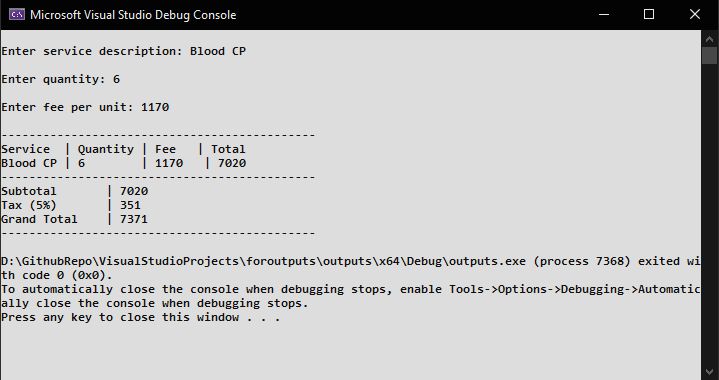 Microsoft Visual Studio Debug Console
Enter service description: Blood CP
Enter quantity: 6
Enter fee per unit: 1170
---------------------------------------------
Service  | Quantity | Fee   | Total
Blood CP | 6        | 1170   | 7020
---------------------------------------------
Subtotal       | 7020
Tax (5%)       | 351
Grand Total    | 7371
---------------------------------------------
D:\GithubRepo\VisualStudioProjects\foroutputs\outputs\x64\Debug\outputs.exe (process 7368) exited wi
th code 0 (0x0).
To automatically close the console when debugging stops, enable Tools->Options->Debugging->Automatic
ally close the console when debugging stops.
Press any key to close this window . . .